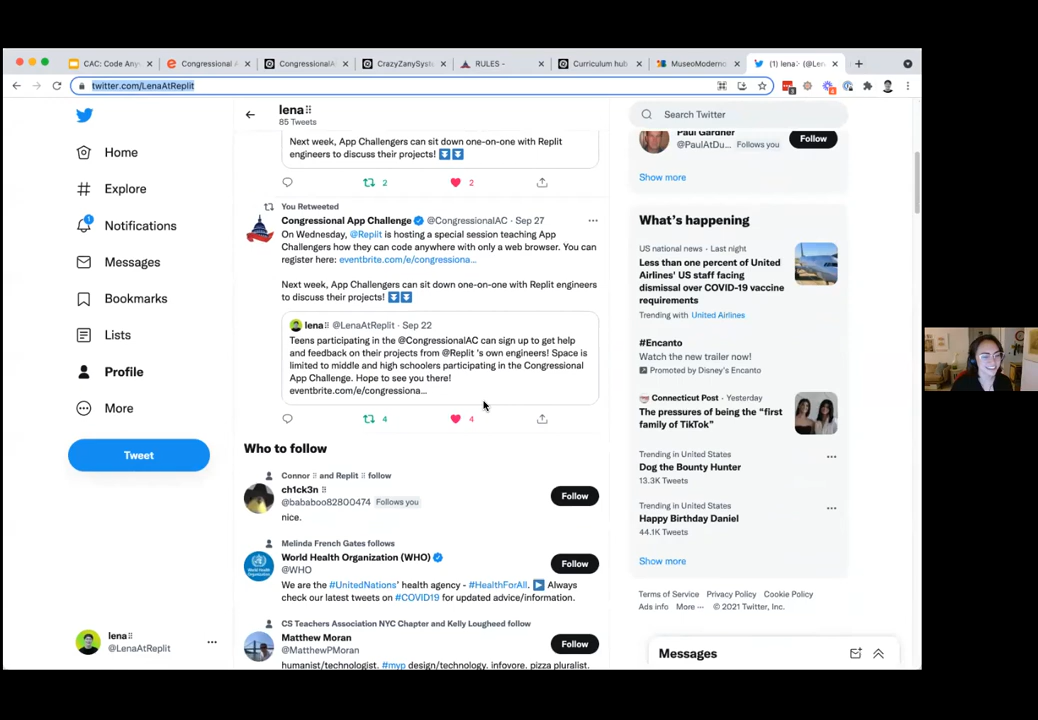 CAC: Code Any
Congressional A
Congressional
CrazyZanySyste
RULES -
Curriculum hub
MuseoModerno
(1) lena⠕ (@Len
twitter.com/LenaAtReplit
Home
Explore
Notifications
Messages
Bookmarks
Lists
Profile
More
Tweet
lena⠕
@LenaAtReplit
lena⠕
85 Tweets
Next week, App Challengers can sit down one-on-one with Replit
engineers to discuss their projects! ⏬⏬
2 2
You Retweeted
Congressional App Challenge @CongressionalAC · Sep 27
On Wednesday, @Replit is hosting a special session teaching App
Challengers how they can code anywhere with only a web browser. You can
register here: eventbrite.com/e/congressiona...
Next week, App Challengers can sit down one-on-one with Replit engineers
to discuss their projects! ⏬⏬
lena⠕ @LenaAtReplit · Sep 22
Teens participating in the @CongressionalAC can sign up to get help
and feedback on their projects from @Replit 's own engineers! Space is
limited to middle and high schoolers participating in the Congressional
App Challenge. Hope to see you there!
eventbrite.com/e/congressiona...
4 4
Who to follow
Connor ⠕ and Replit ⠕ follow
ch1ck3n ⠕
@bababoo82800474 Follows you
Follow
nice.
Melinda French Gates follows
World Health Organization (WHO)
@WHO
Follow
We are the #UnitedNations' health agency - #HealthForAll. ▶ Always
check our latest tweets on #COVID19 for updated advice/information.
CS Teachers Association NYC Chapter and Kelly Lougheed follow
Matthew Moran
@MatthewPMoran
Follow
humanist/technologist. #myp design/technology. infovore. pizza pluralist.
Search Twitter
Paul Gardner
@PaulAtDu... Follows you
Follow
Show more
What's happening
US national news · Last night
Less than one percent of United
Airlines' US staff facing
dismissal over COVID-19 vaccine
requirements
Trending with United Airlines
#Encanto
Watch the new trailer now!
Promoted by Disney's Encanto
Connecticut Post · Yesterday
The pressures of being the "first
family of TikTok"
Trending in United States
Dog the Bounty Hunter
13.3K Tweets
Trending in United States
Happy Birthday Daniel
44.1K Tweets
Show more
Terms of Service Privacy Policy Cookie Policy
Ads info More ··· © 2021 Twitter, Inc.
Messages